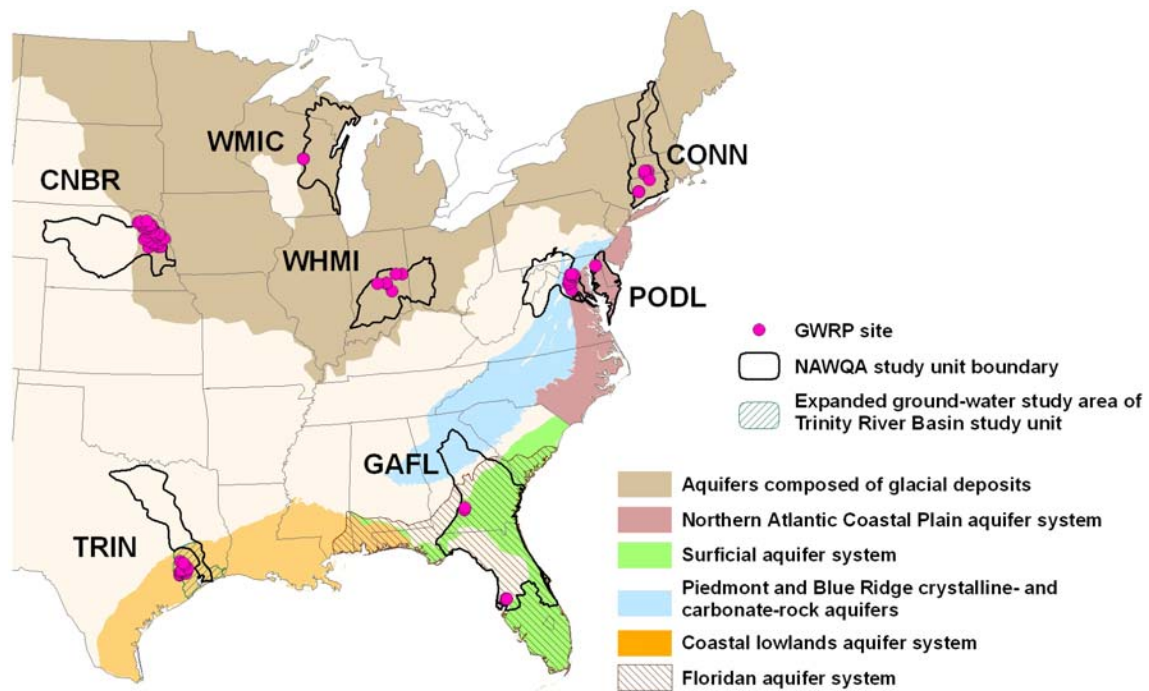 WMIC
CONN
CNBR
WHMI
PODL
GAFL
TRIN
GWRP site
NAWQA study unit boundary
Expanded ground-water study area of
Trinity River Basin study unit
Aquifers composed of glacial deposits
Northern Atlantic Coastal Plain aquifer system
Surficial aquifer system
Piedmont and Blue Ridge crystalline- and
carbonate-rock aquifers
Coastal lowlands aquifer system
Floridan aquifer system